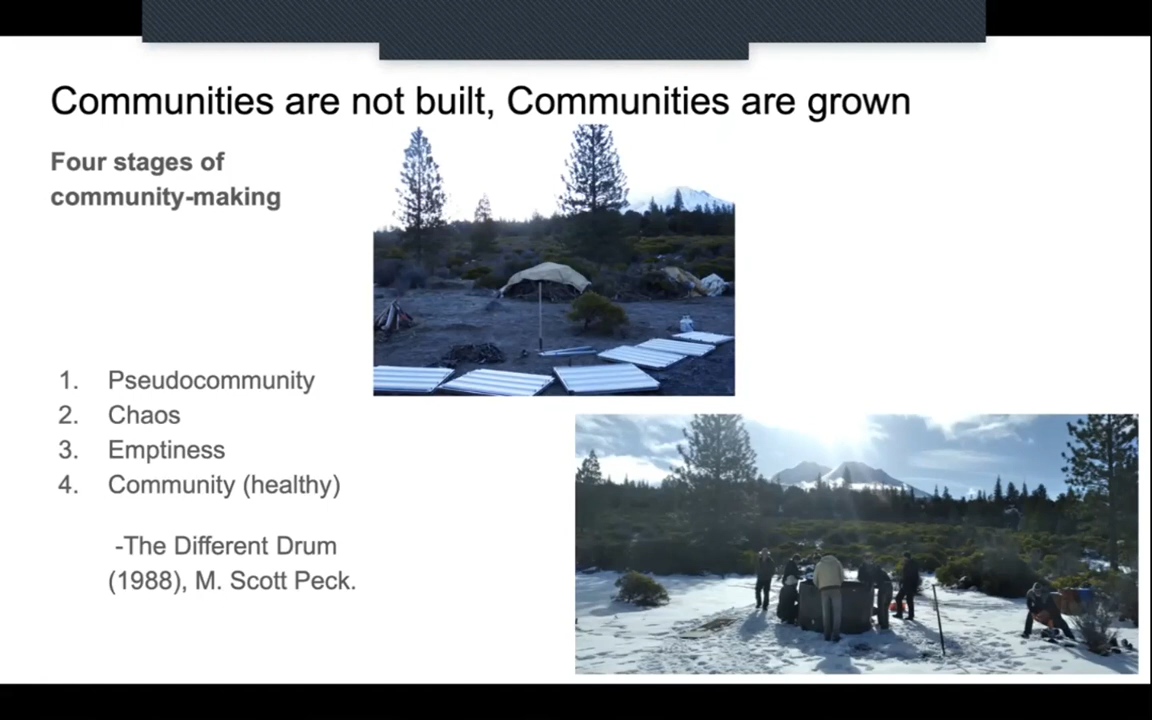 Communities are not built, Communities are grown
Four stages of
community-making
1. Pseudocommunity
2. Chaos
3. Emptiness
4. Community (healthy)
-The Different Drum
(1988), M. Scott Peck.